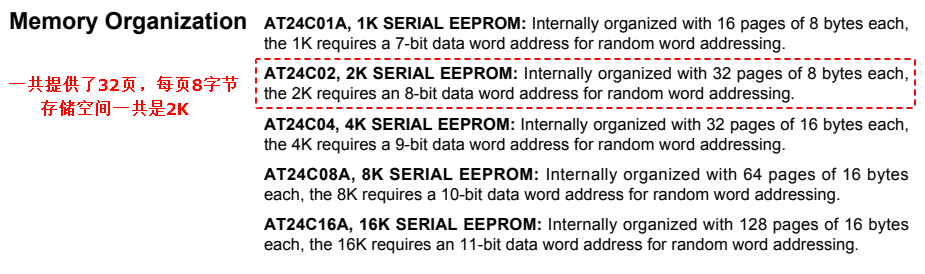 Memory Organization
AT24C01A, 1K SERIAL EEPROM: Internally organized with 16 pages of 8 bytes each,
the 1K requires a 7-bit data word address for random word addressing.
一共提供了32页，每页8字节
存储空间一共是2K
AT24C02, 2K SERIAL EEPROM: Internally organized with 32 pages of 8 bytes each,
the 2K requires an 8-bit data word address for random word addressing.
AT24C04, 4K SERIAL EEPROM: Internally organized with 32 pages of 16 bytes each,
the 4K requires a 9-bit data word address for random word addressing.
AT24C08A, 8K SERIAL EEPROM: Internally organized with 64 pages of 16 bytes
each, the 8K requires a 10-bit data word address for random word addressing.
AT24C16A, 16K SERIAL EEPROM: Internally organized with 128 pages of 16 bytes
each, the 16K requires an 11-bit data word address for random word addressing.